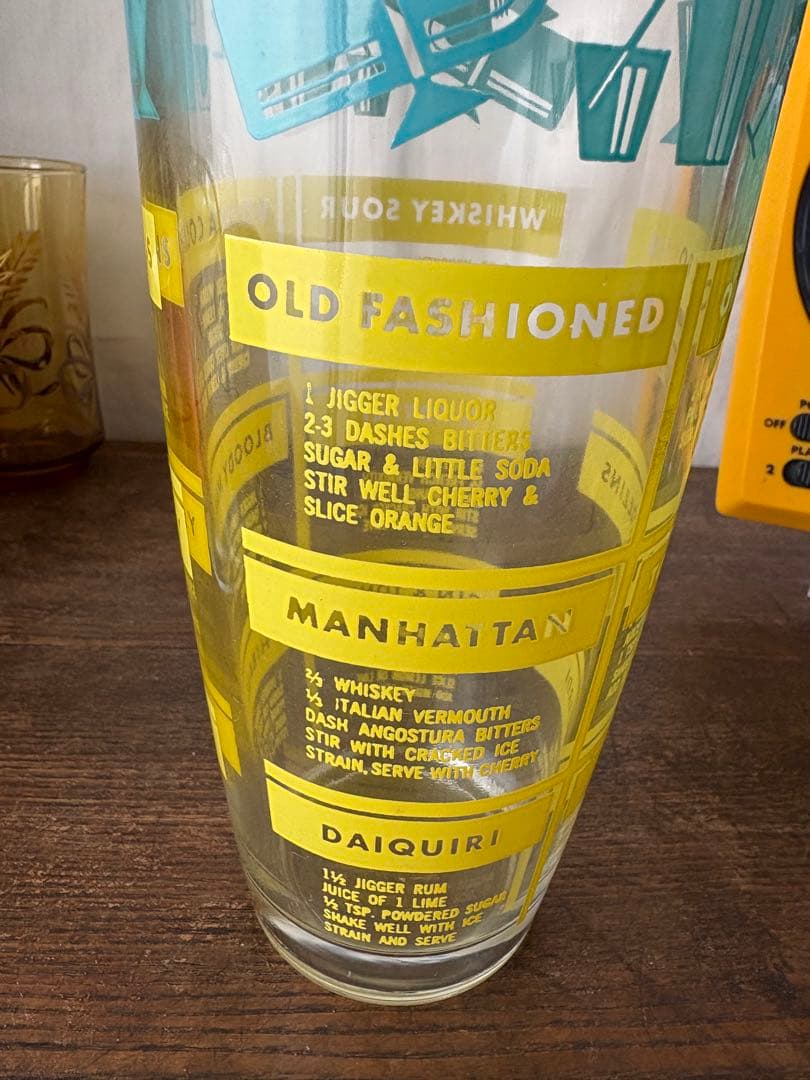 WHISKEY SOUR
OLD FASHIONED
1 JIGGER LIQUOR
2-3 DASHES BITTERS
SUGAR & LITTLE SODA
STIR WELL CHERRY &
SLICE ORANGE
MANHATTAN
⅔ WHISKEY
⅓ ITALIAN VERMOUTH
DASH ANGOSTURA BITTERS
STIR WITH CRACKED ICE
STRAIN, SERVE WITH CHERRY
DAIQUIRI
1½ JIGGER RUM
JUICE OF 1 LIME
½ TSP. POWDERED SUGAR
SHAKE WELL WITH ICE
STRAIN AND SERVE
BLOODY
OFF
2